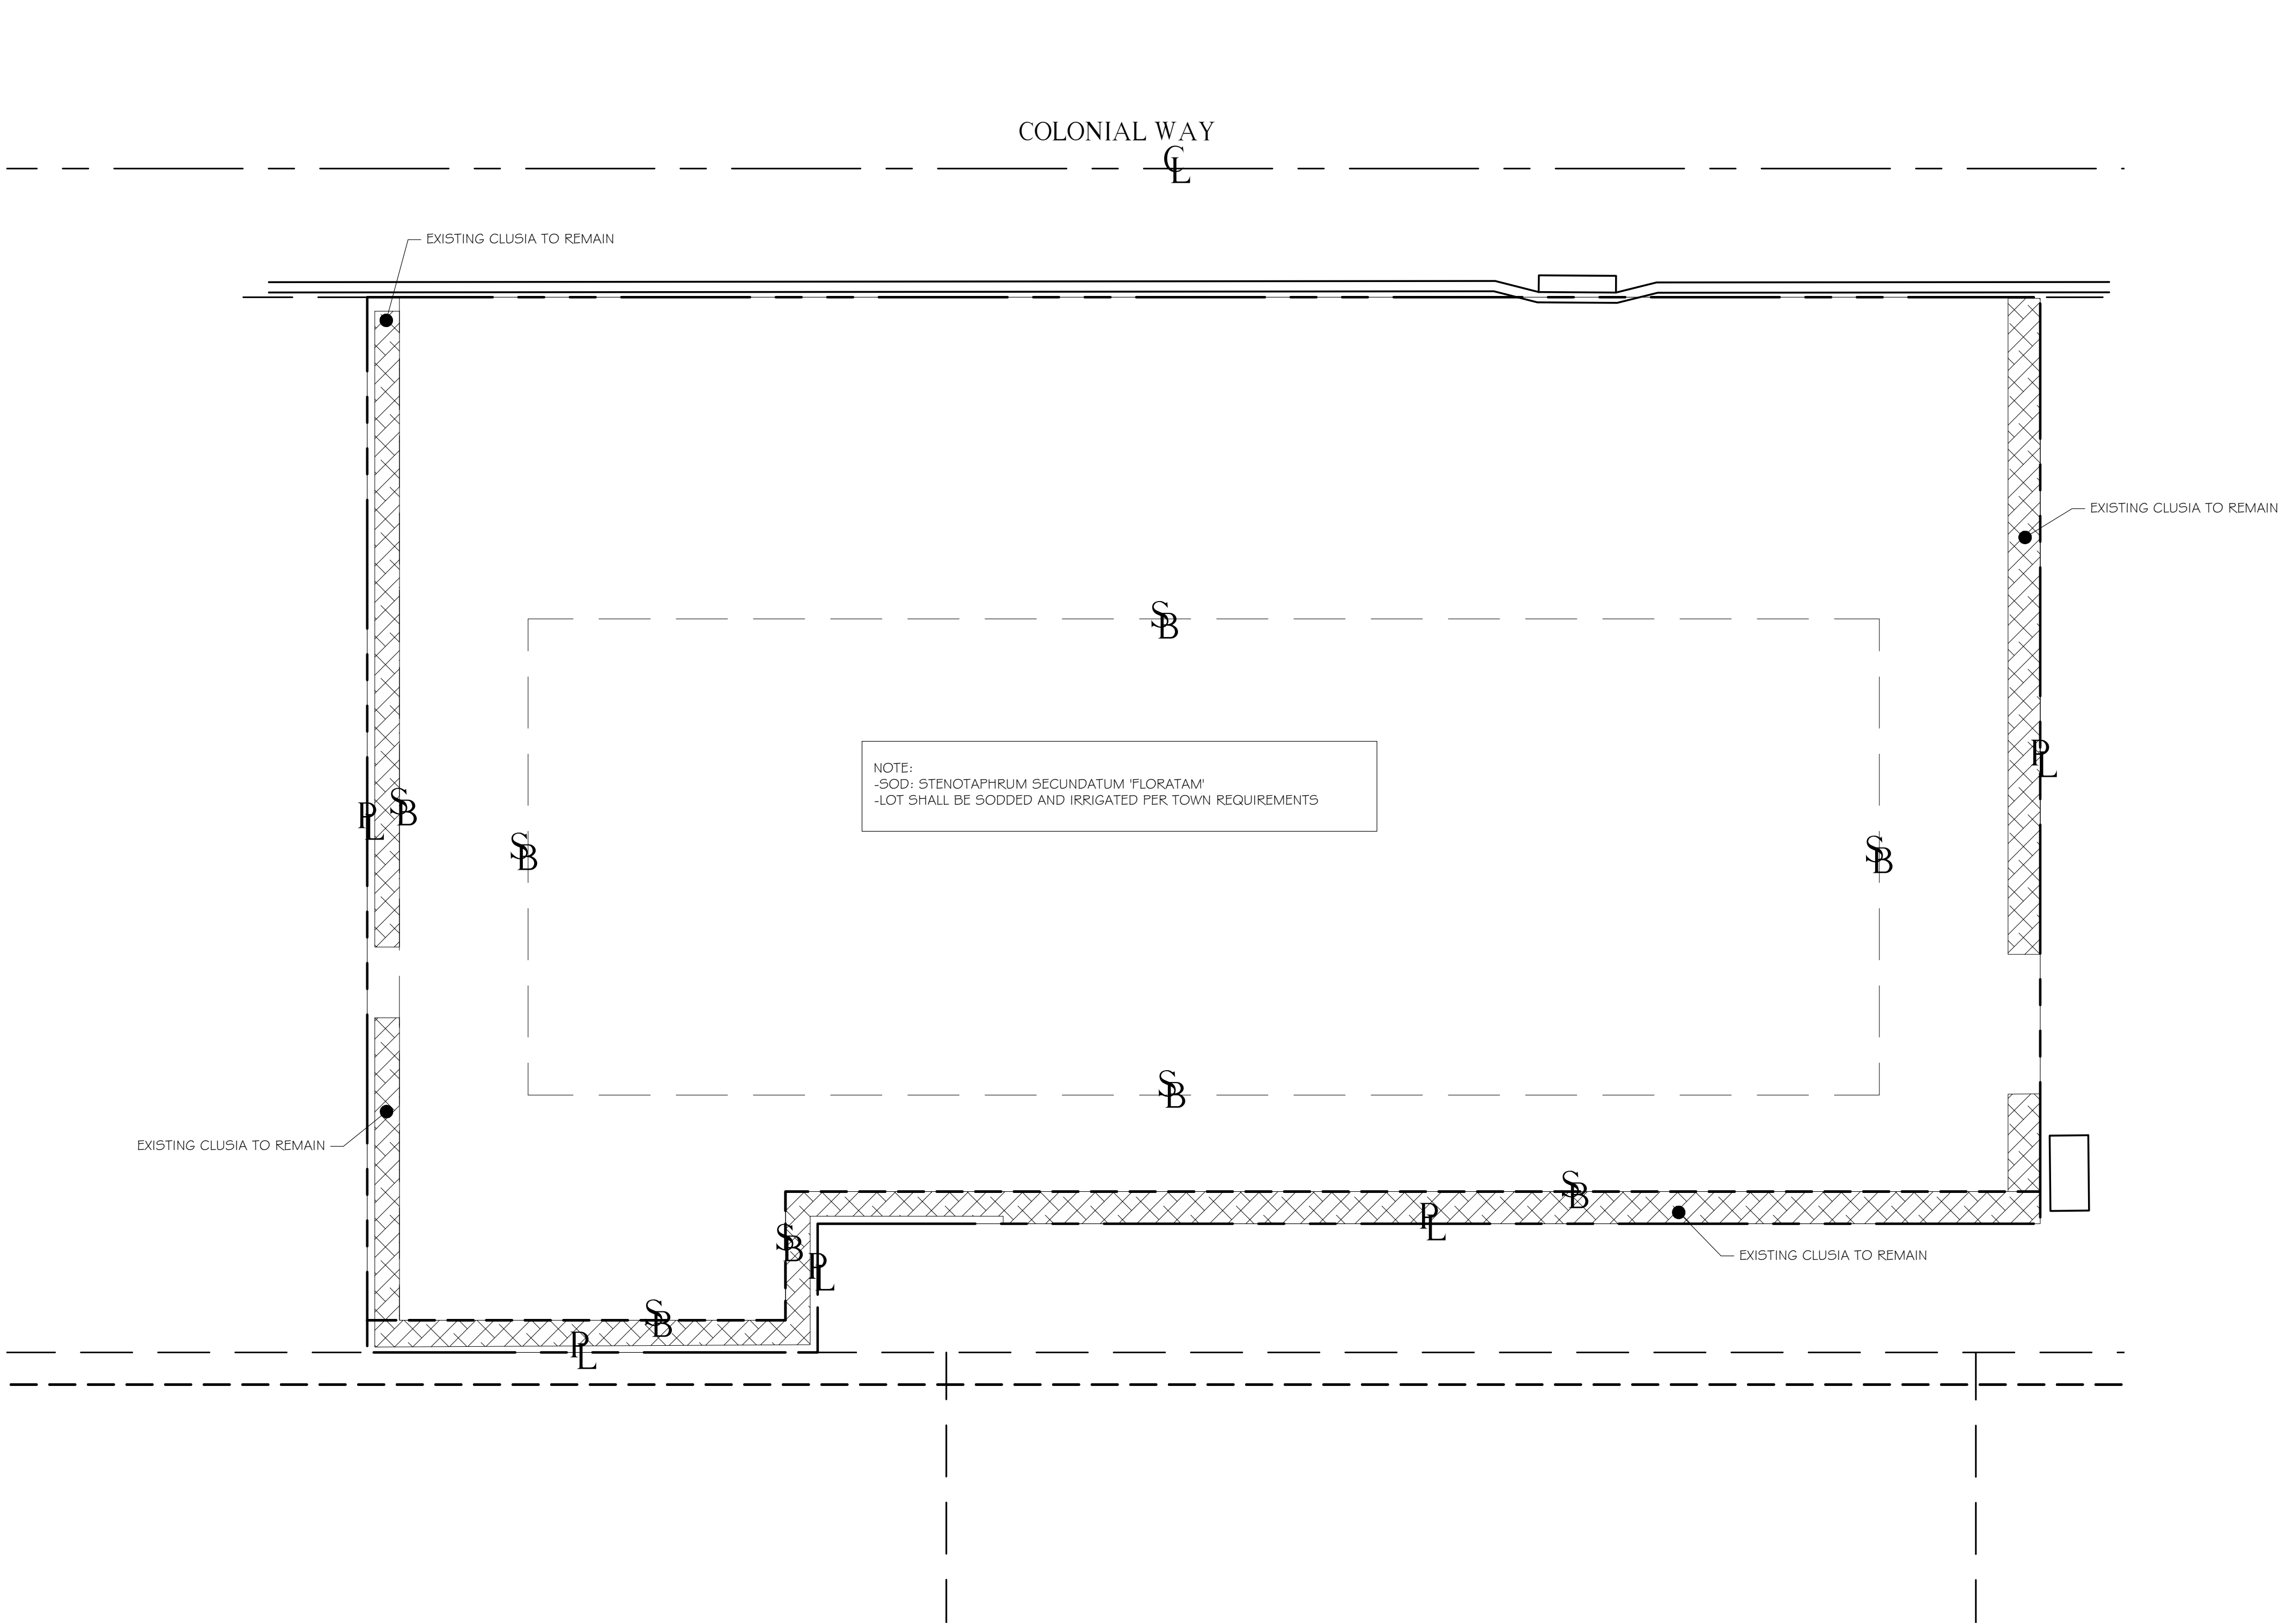 COLONIAL WAY
CL
EXISTING CLUSIA TO REMAIN
EXISTING CLUSIA TO REMAIN
SB
NOTE:
-SOD: STENOTAPHRUM SECUNDATUM 'FLORATAM'
-LOT SHALL BE SODDED AND IRRIGATED PER TOWN REQUIREMENTS
PL
PL
SB
SB
SB
SB
EXISTING CLUSIA TO REMAIN
SB
PL
SB
PL
EXISTING CLUSIA TO REMAIN
SB
PL